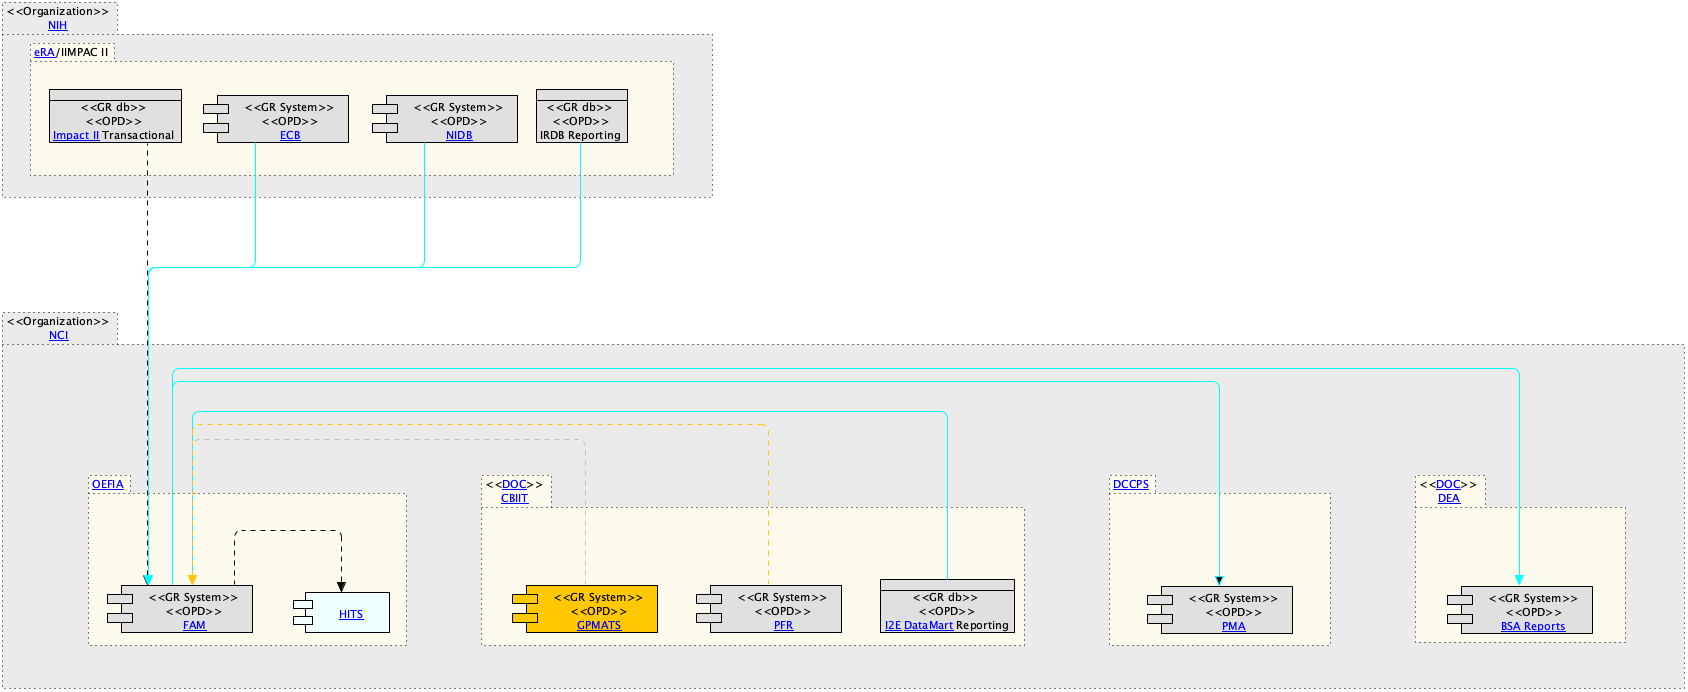 <<Organization>>
NIH
eRA/IIMPAC II
<<GR db>>
<<OPD>>
Impact II Transactional
<<GR System>>
<<OPD>>
ECB
<<GR System>>
<<OPD>>
NIDB
<<GR db>>
<<OPD>>
IRDB Reporting
<<Organization>>
NCI
OEFIA
<<GR System>>
<<OPD>>
FAM
HITS
<<DOC>>
CBIIT
<<GR System>>
<<OPD>>
GPMATS
<<GR System>>
<<OPD>>
PFR
<<GR db>>
<<OPD>>
I2E DataMart Reporting
DCCPS
<<GR System>>
<<OPD>>
PMA
<<DOC>>
DEA
<<GR System>>
<<OPD>>
BSA Reports